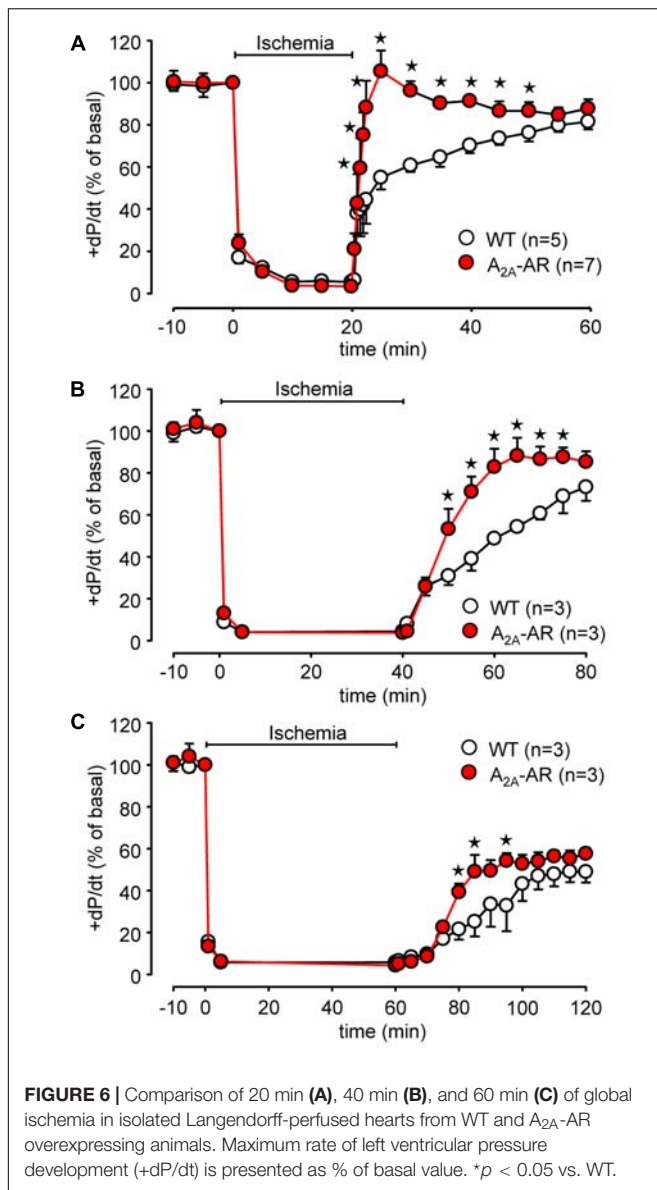 A
Ischemia
120
100
80
60
40
20
0
+dP/dt (% of basal)
WT (n=5)
A2A-AR (n=7)
-10 0 20 40 60
time (min)
B
Ischemia
120
100
80
60
40
20
0
+dP/dt (% of basal)
WT (n=3)
A2A-AR (n=3)
-10 0 20 40 60 80
time (min)
C
Ischemia
120
100
80
60
40
20
0
+dP/dt (% of basal)
WT (n=3)
A2A-AR (n=3)
-10 0 20 40 60 80 100 120
time (min)
FIGURE 6 | Comparison of 20 min (A), 40 min (B), and 60 min (C) of global
ischemia in isolated Langendorff-perfused hearts from WT and A2A-AR
overexpressing animals. Maximum rate of left ventricular pressure
development (+dP/dt) is presented as % of basal value. *p < 0.05 vs. WT.